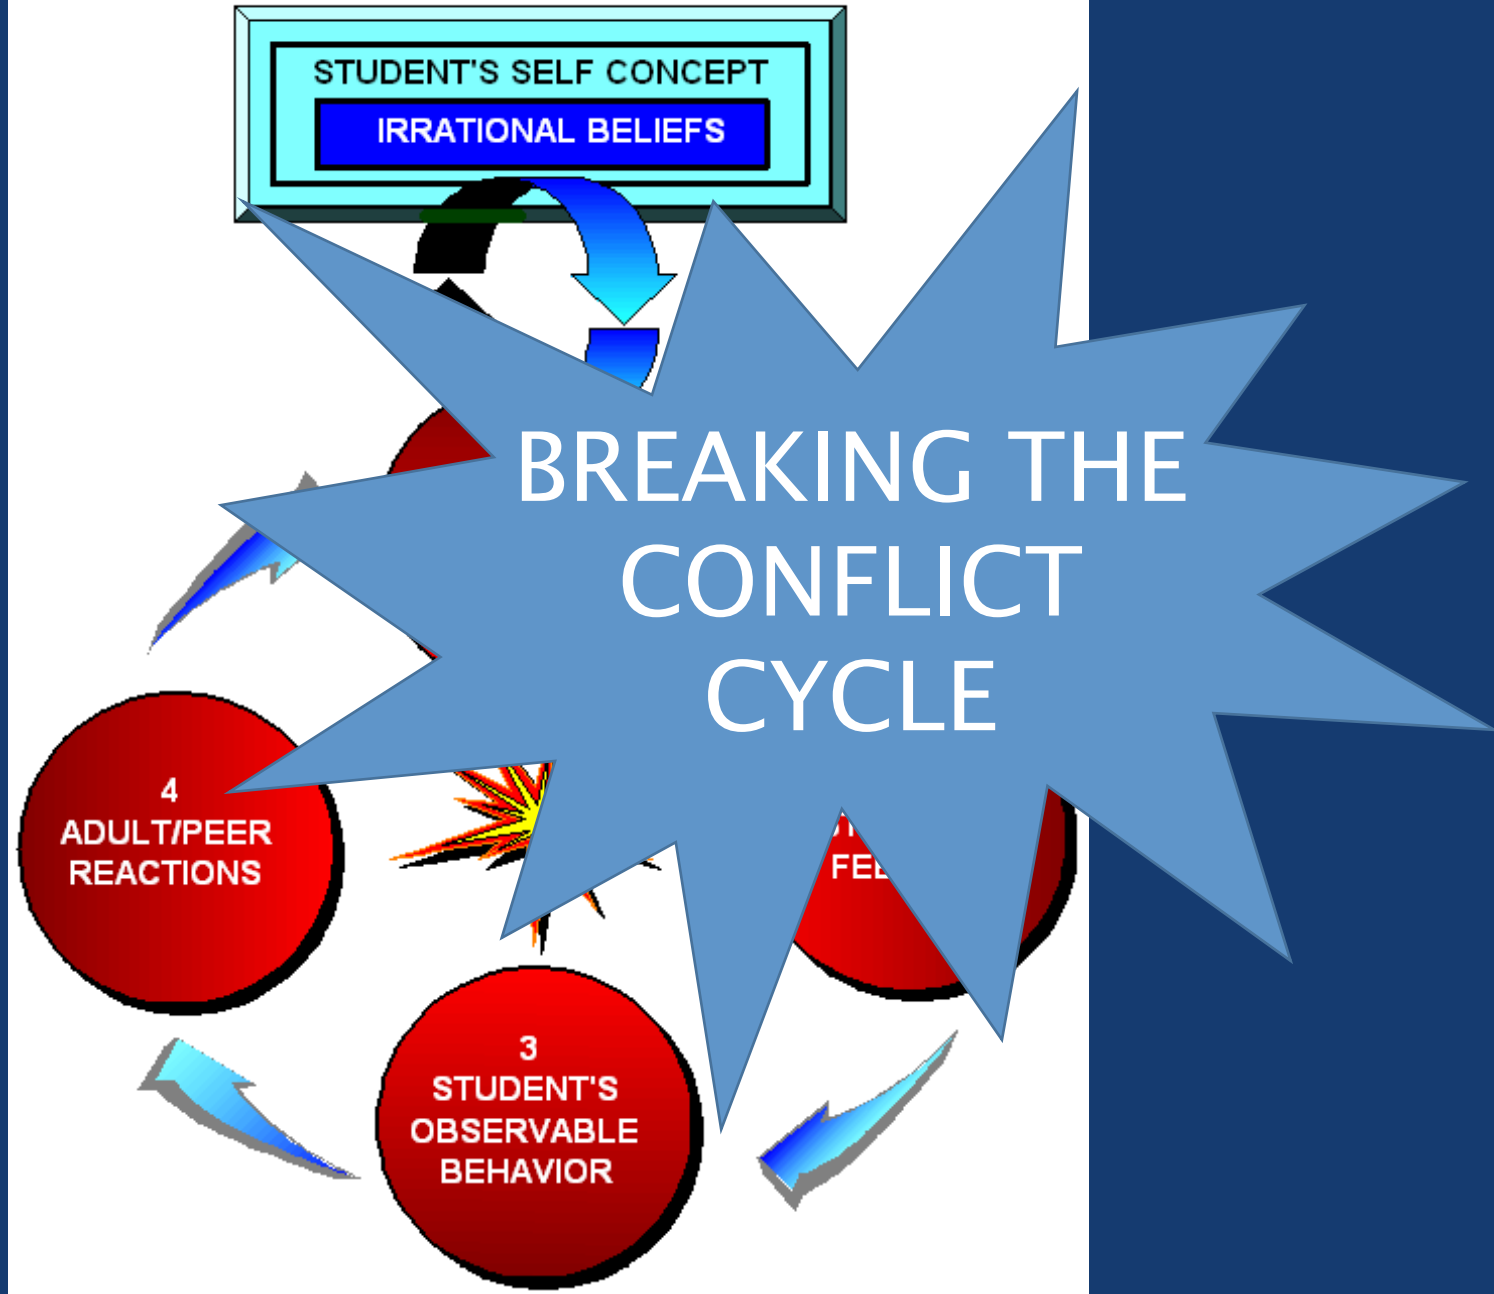 STUDENT'S SELF CONCEPT
IRRATIONAL BELIEFS
BREAKING THE
CONFLICT
CYCLE
4
ADULT/PEER
REACTIONS
3
STUDENT'S
OBSERVABLE
BEHAVIOR